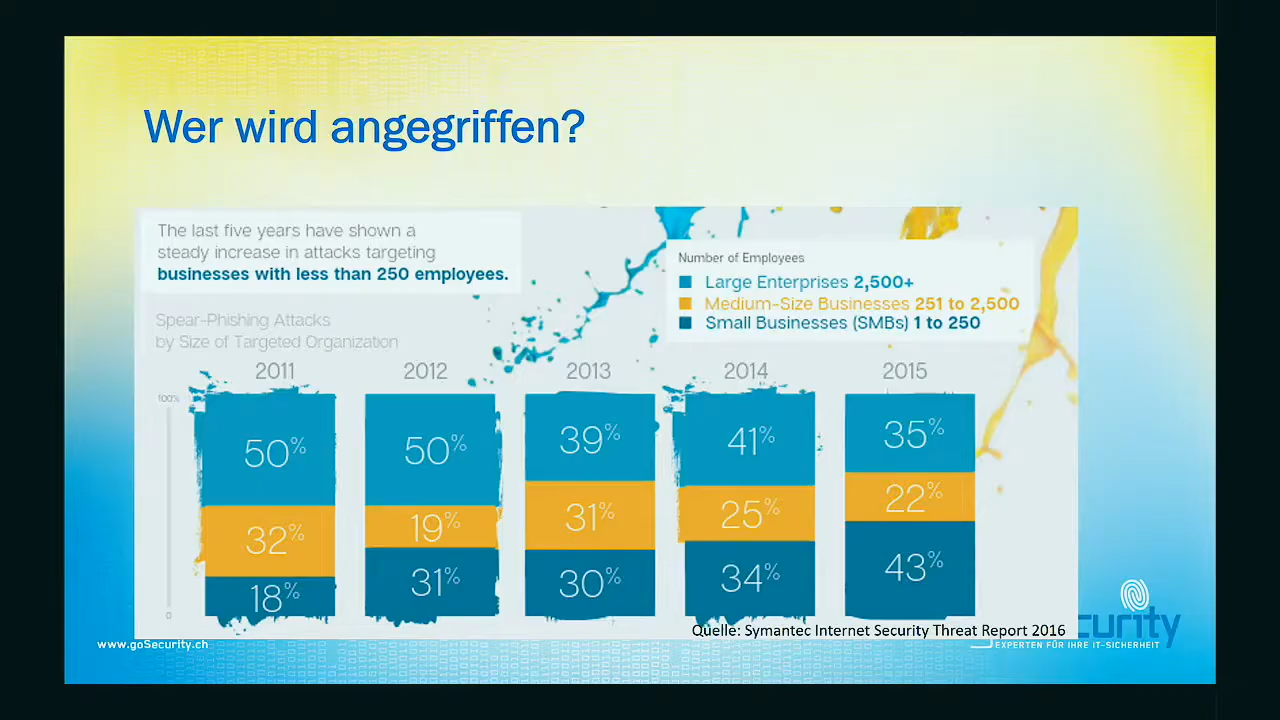 Wer wird angegriffen?
The last five years have shown a
steady increase in attacks targeting
businesses with less than 250 employees.
Number of Employees
Large Enterprises 2,500+
Medium-Size Businesses 251 to 2,500
Small Businesses (SMBs) 1 to 250
Spear-Phishing Attacks
by Size of Targeted Organization
2011 2012 2013 2014 2015
100%
50% 50% 39% 41% 35%
32% 19% 31% 25% 22%
18% 31% 30% 34% 43%
0
Quelle: Symantec Internet Security Threat Report 2016
www.goSecurity.ch
curity
EXPERTEN FÜR IHRE IT-SICHERHEIT